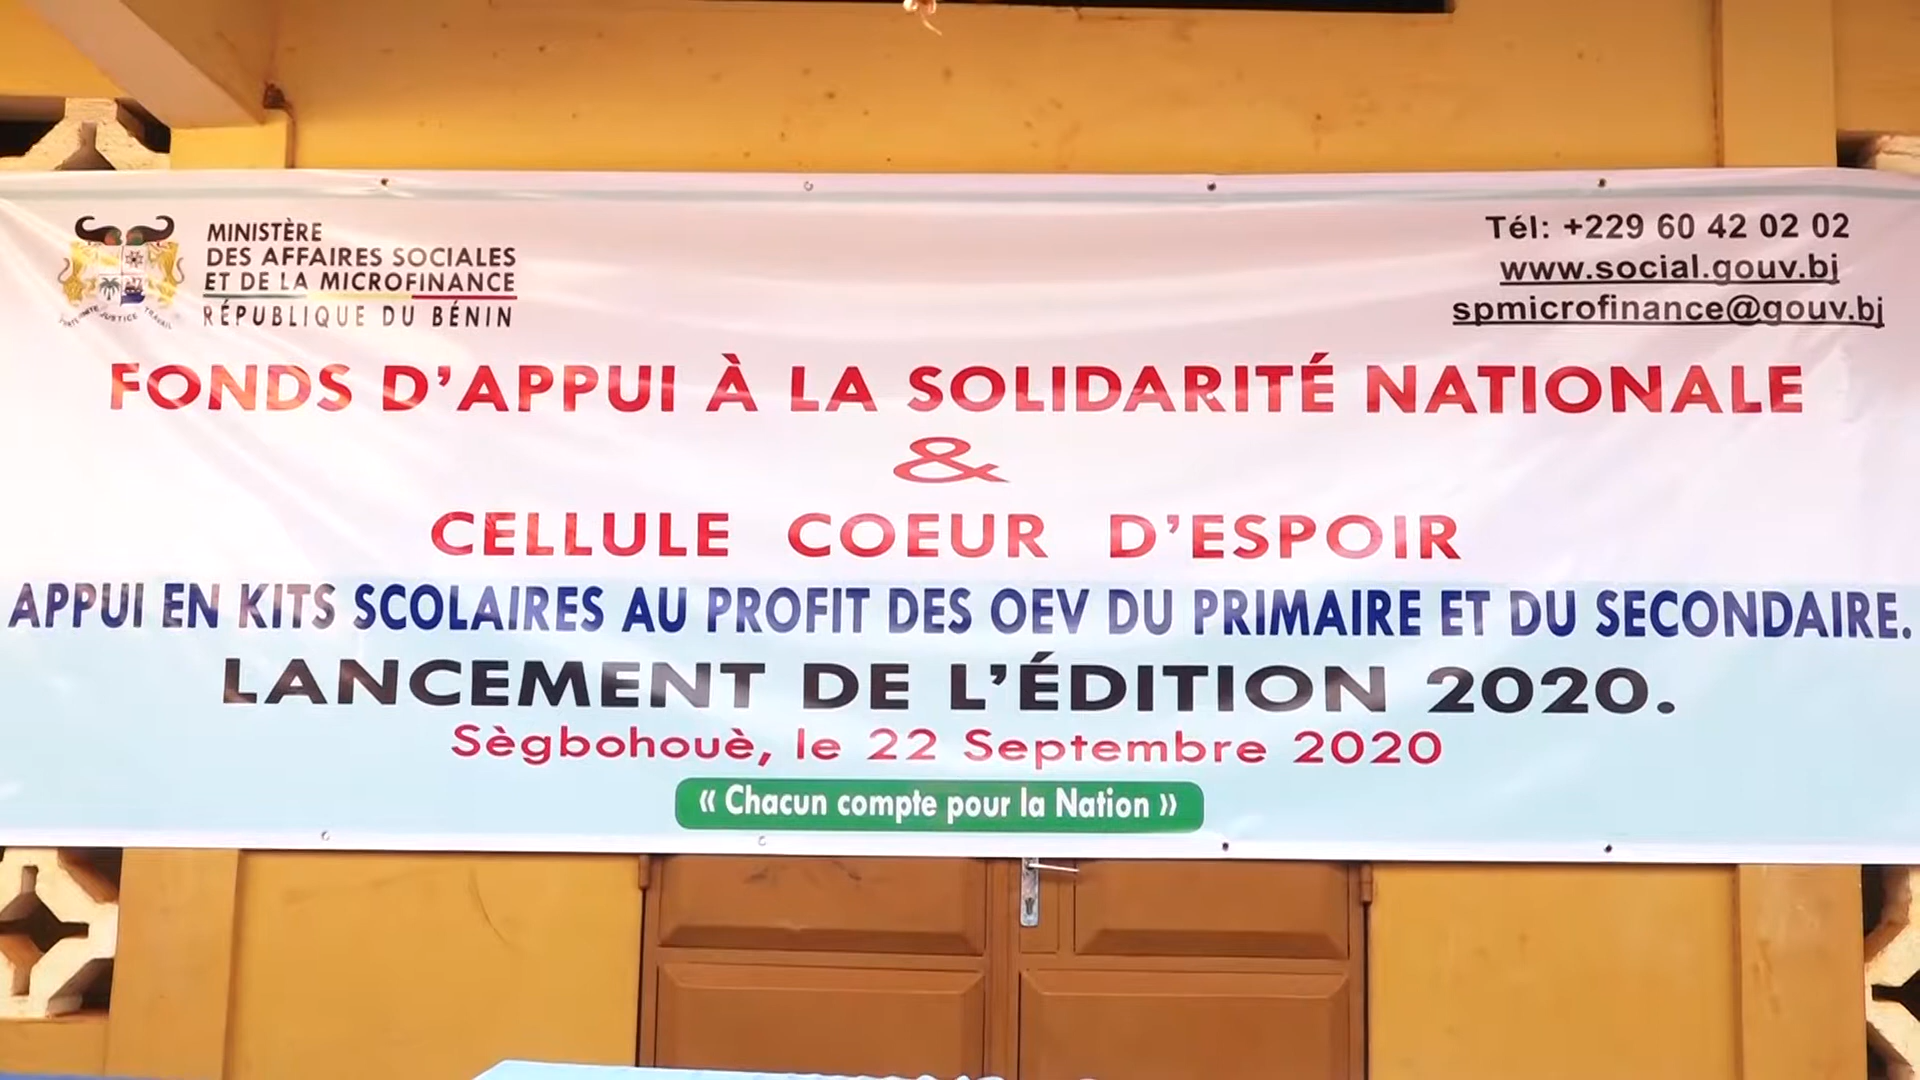 MINISTÈRE
DES AFFAIRES SOCIALES
ET DE LA MICROFINANCE
RÉPUBLIQUE DU BÉNIN
JUSTICE TRAVAIL
Tél: +229 60 42 02 02
www.social.gouv.bj
spmicrofinance@gouv.bj
FONDS D'APPUI À LA SOLIDARITÉ NATIONALE
&
CELLULE COEUR D'ESPOIR
APPUI EN KITS SCOLAIRES AU PROFIT DES OEV DU PRIMAIRE ET DU SECONDAIRE.
LANCEMENT DE L'ÉDITION 2020.
Sègbohouè, le 22 Septembre 2020
« Chacun compte pour la Nation »